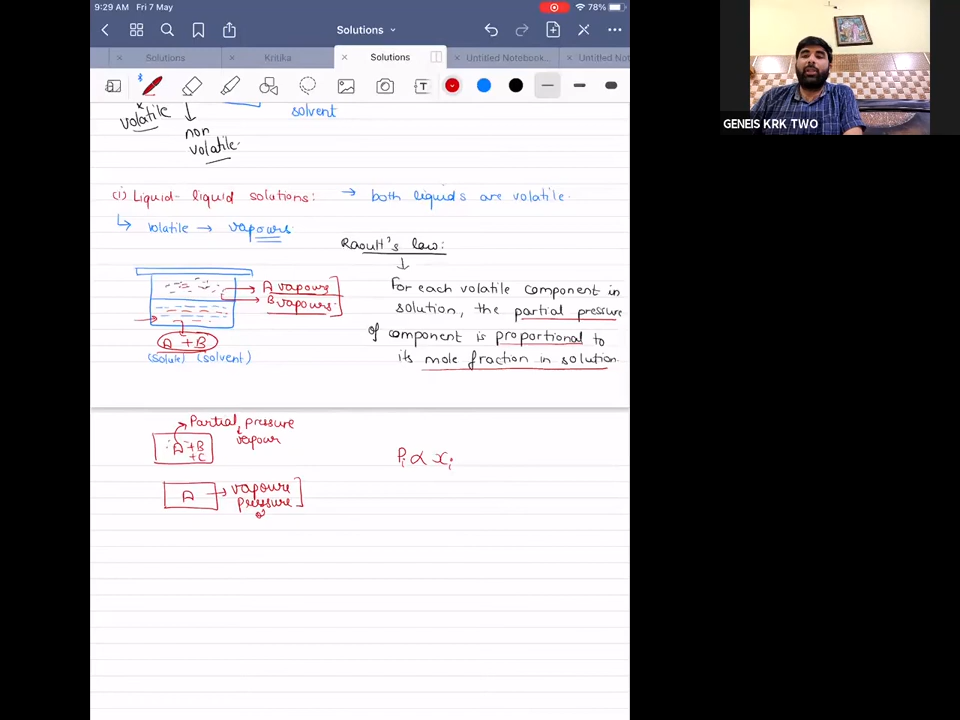 9:29 AM Fri 7 May
78%
Solutions
Solutions
Kritika
Solutions
Untitled Notebook...
Untitled Not
T
volatile
non
volatile
solvent
(i) Liquid-liquid solutions: → both liquids are volatile.
↳ volatile → vapours
Raoult's law:
For each volatile component in
solution, the partial pressure
of component is proportional to
its mole fraction in solution.
A vapours
B vapours
A + B
(solute) (solvent)
Partial pressure
vapour
A + B
+ C
A → vapoure
pressure
Pi ∝ xi
GENEIS KRK TWO